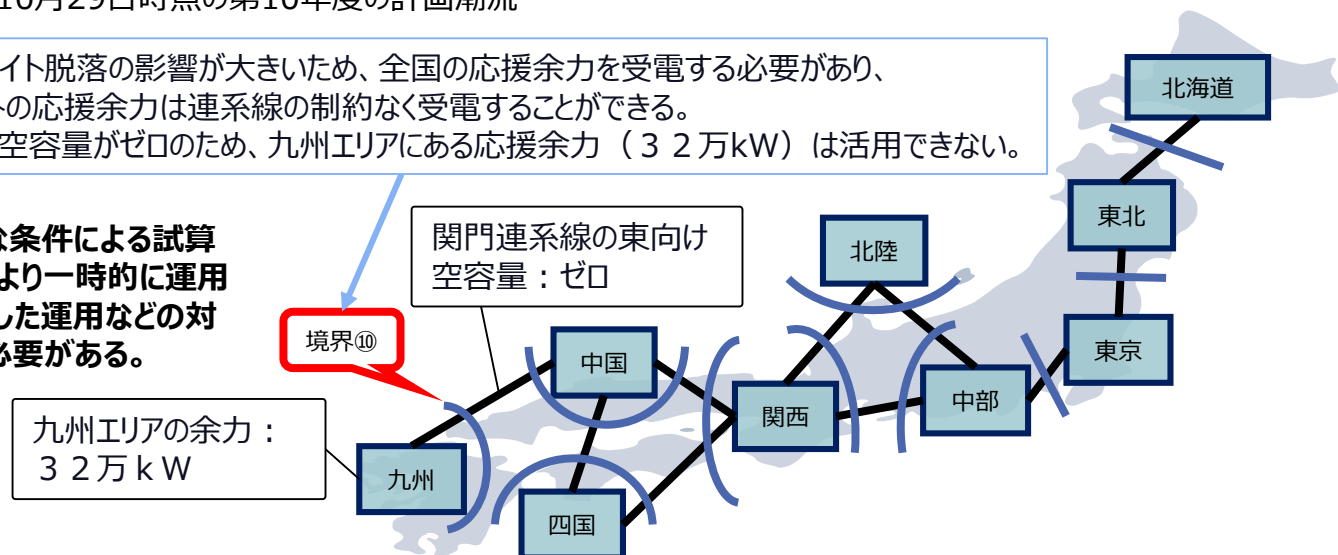 10月29日時点の第10年度の計画潮流
イト脱落の影響が大きいため、全国の応援余力を受電する必要があり、
の応援余力は連系線の制約なく受電することができる。
空容量がゼロのため、九州エリアにある応援余力（３２万kW）は活用できない。
な条件による試算
より一時的に運用
した運用などの対
必要がある。
関門連系線の東向け
空容量：ゼロ
境界⑩
九州エリアの余力：
３２万ｋＷ
北海道
東北
東京
北陸
中部
関西
中国
四国
九州